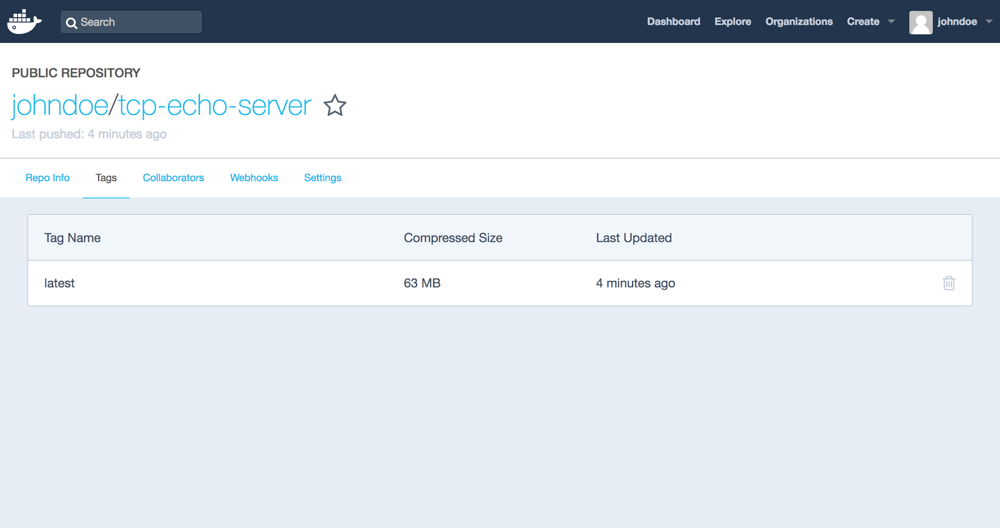 Search
Dashboard Explore Organizations Create johndoe
PUBLIC REPOSITORY
johndoe/tcp-echo-server
Last pushed: 4 minutes ago
Repo Info Tags Collaborators Webhooks Settings
Tag Name Compressed Size Last Updated
latest 63 MB 4 minutes ago